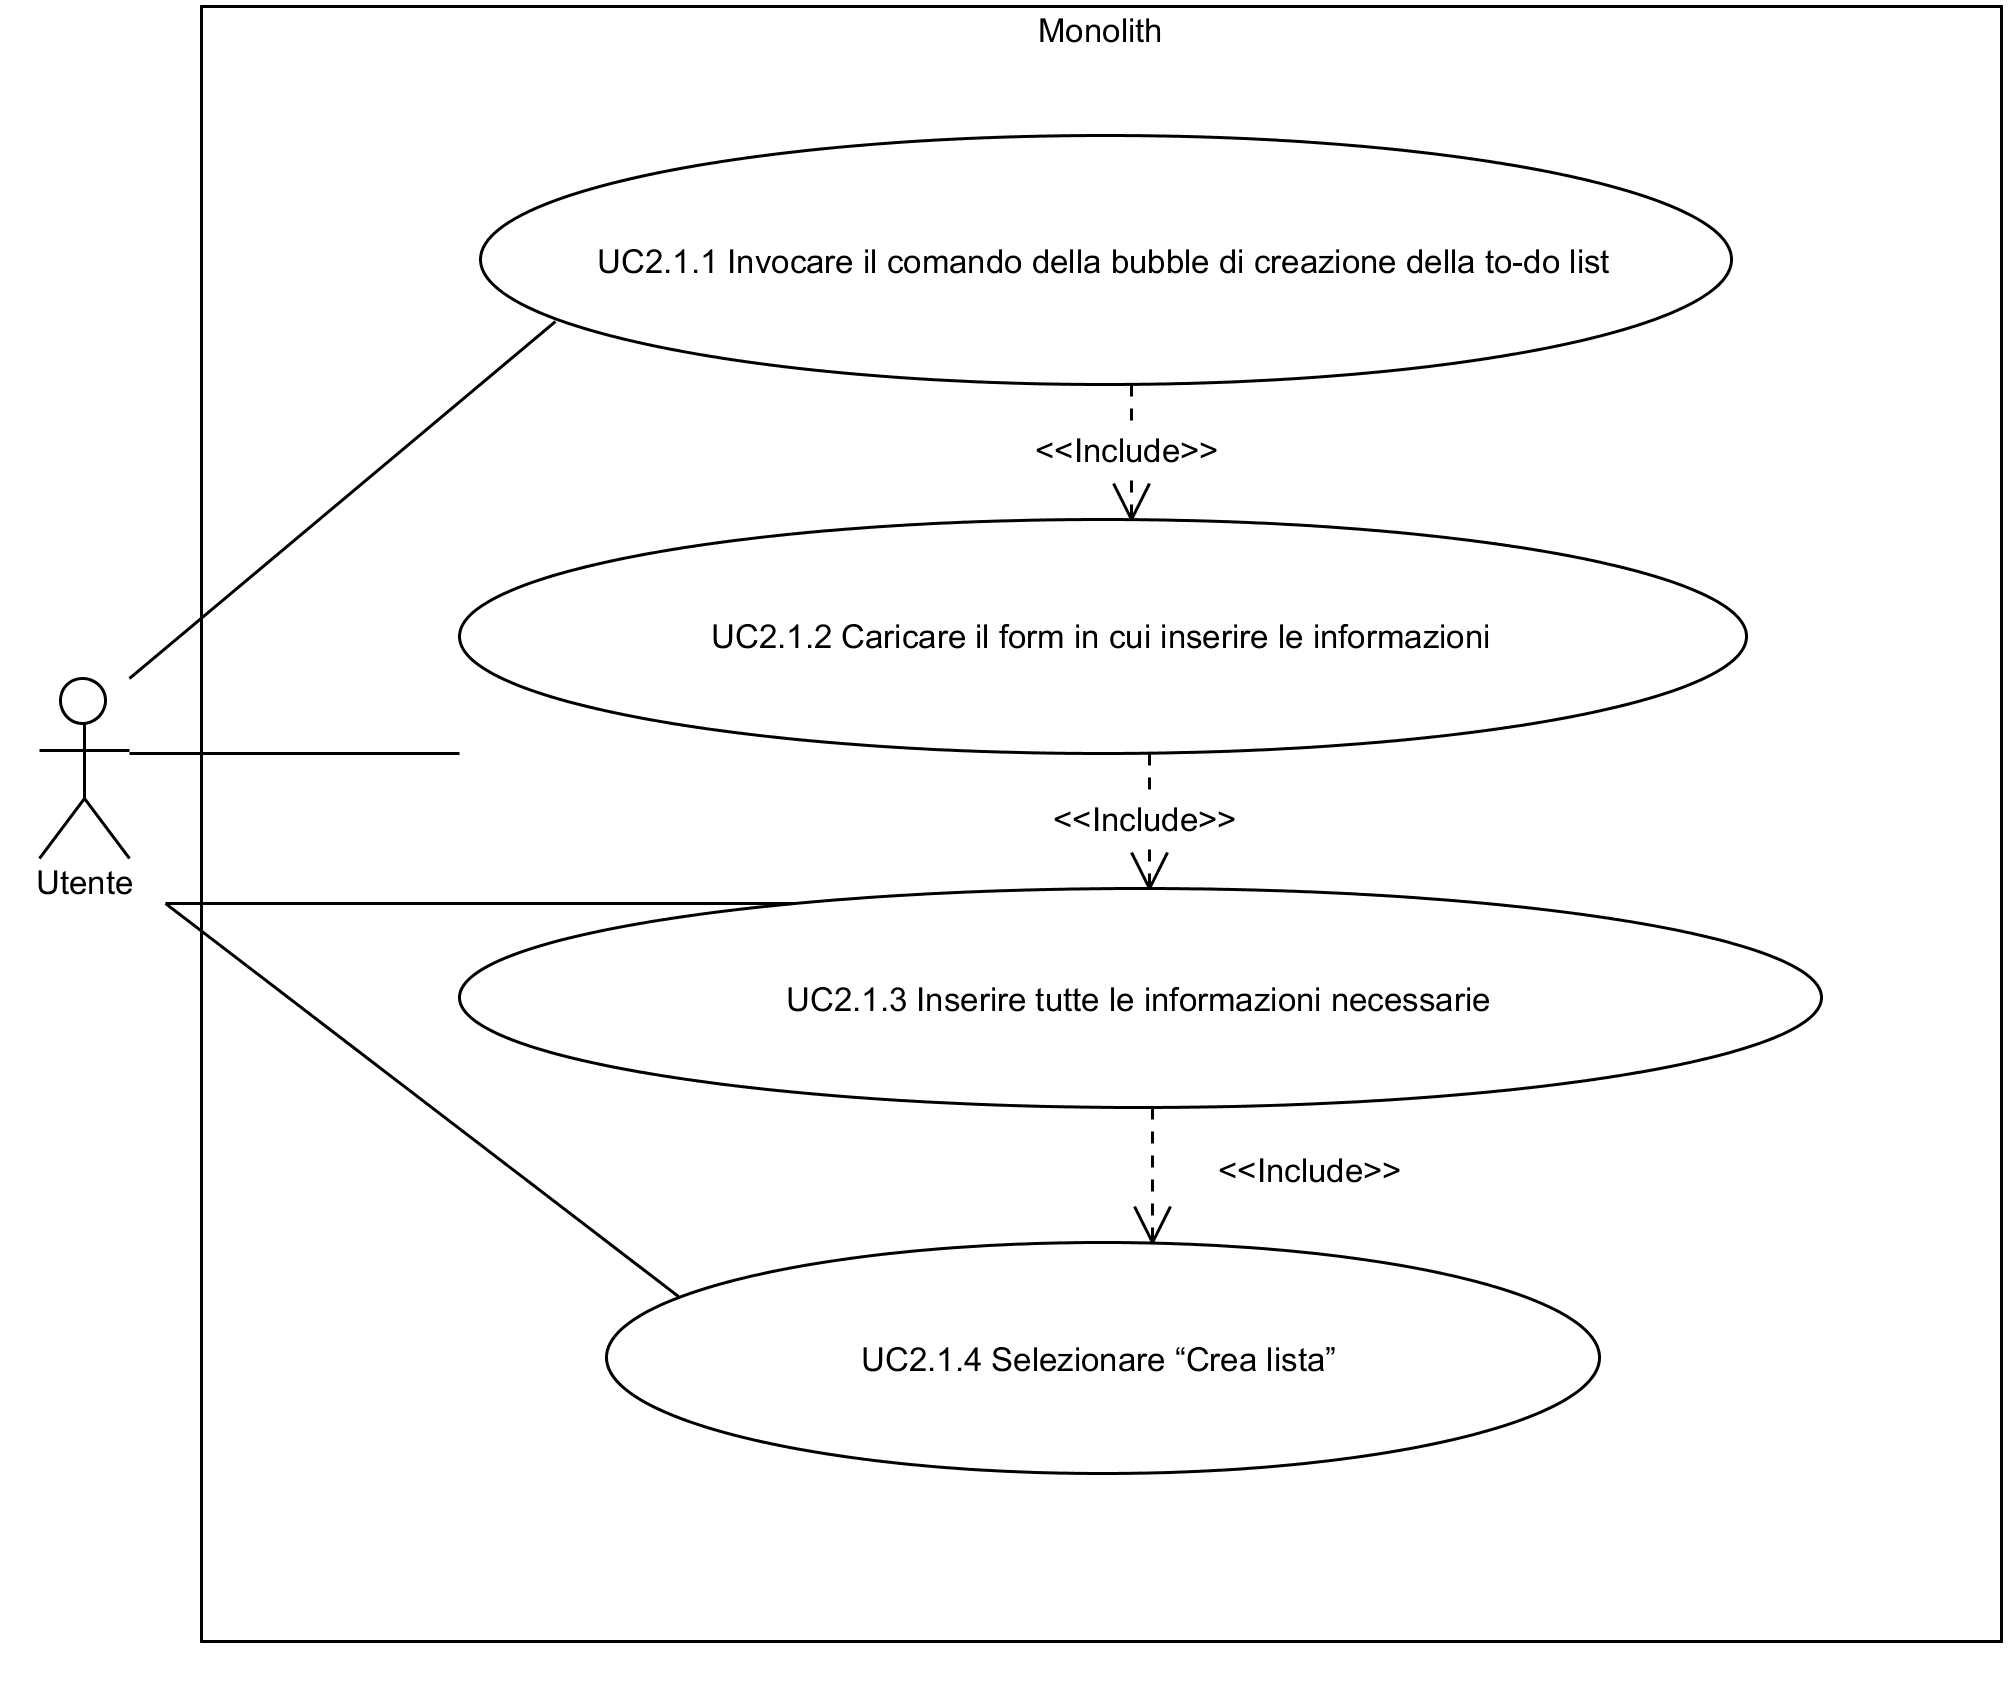 Monolith
UC2.1.1 Invocare il comando della bubble di creazione della to-do list
<<Include>>
UC2.1.2 Caricare il form in cui inserire le informazioni
<<Include>>
Utente
UC2.1.3 Inserire tutte le informazioni necessarie
<<Include>>
UC2.1.4 Selezionare “Crea lista”